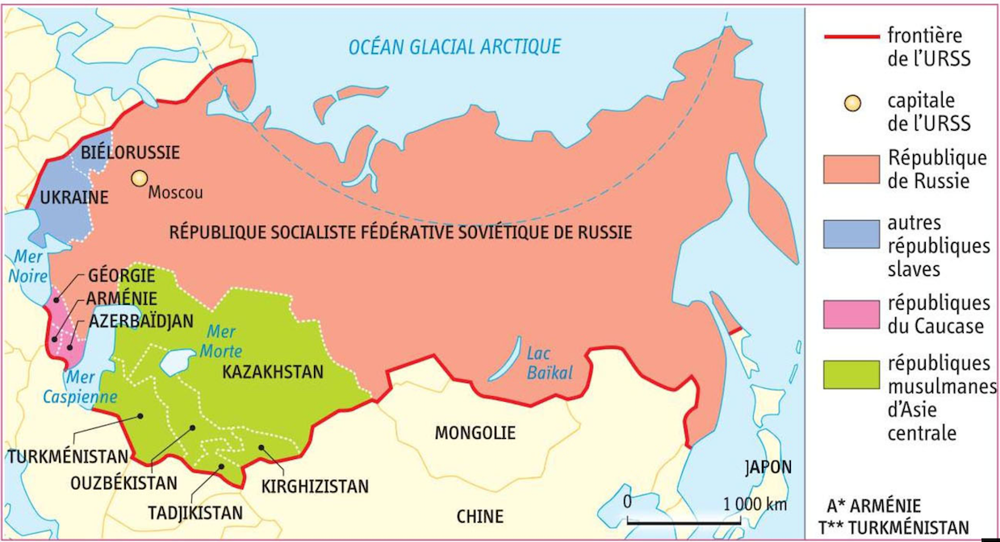 OCÉAN GLACIAL ARCTIQUE
BIÉLORUSSIE
Moscou
UKRAINE
RÉPUBLIQUE SOCIALISTE FÉDÉRATIVE SOVIÉTIQUE DE RUSSIE
Mer
Noire
GÉORGIE
ARMÉNIE
AZERBAÏDJAN
Mer
Morte
KAZAKHSTAN
Lac
Baïkal
Mer
Caspienne
MONGOLIE
TURKMÉNISTAN
OUZBÉKISTAN
TADJIKISTAN
KIRGHIZISTAN
CHINE
JAPON
0
1 000 km
frontière
de l'URSS
capitale
de l'URSS
République
de Russie
autres
républiques
slaves
républiques
du Caucase
républiques
musulmanes
d'Asie
centrale
A* ARMÉNIE
T** TURKMÉNISTAN